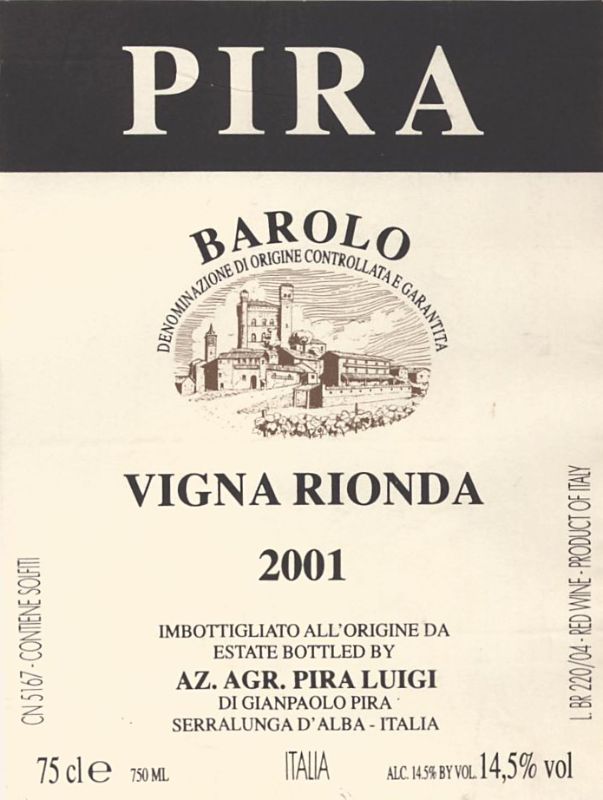 PIRA
BAROLO
DENOMINAZIONE DI ORIGINE CONTROLLATA E GARANTITA
VIGNA RIONDA
2001
IMBOTTIGLIATO ALL'ORIGINE DA
ESTATE BOTTLED BY
AZ. AGR. PIRA LUIGI
DI GIANPAOLO PIRA
SERRALUNGA D'ALBA - ITALIA
CN 5167 - CONTIENE SOLFITI
L. BR 220/04 - RED WINE - PRODUCT OF ITALY
75 cl e 750 ML ITALIA ALC. 14.5% BY VOL. 14,5% vol